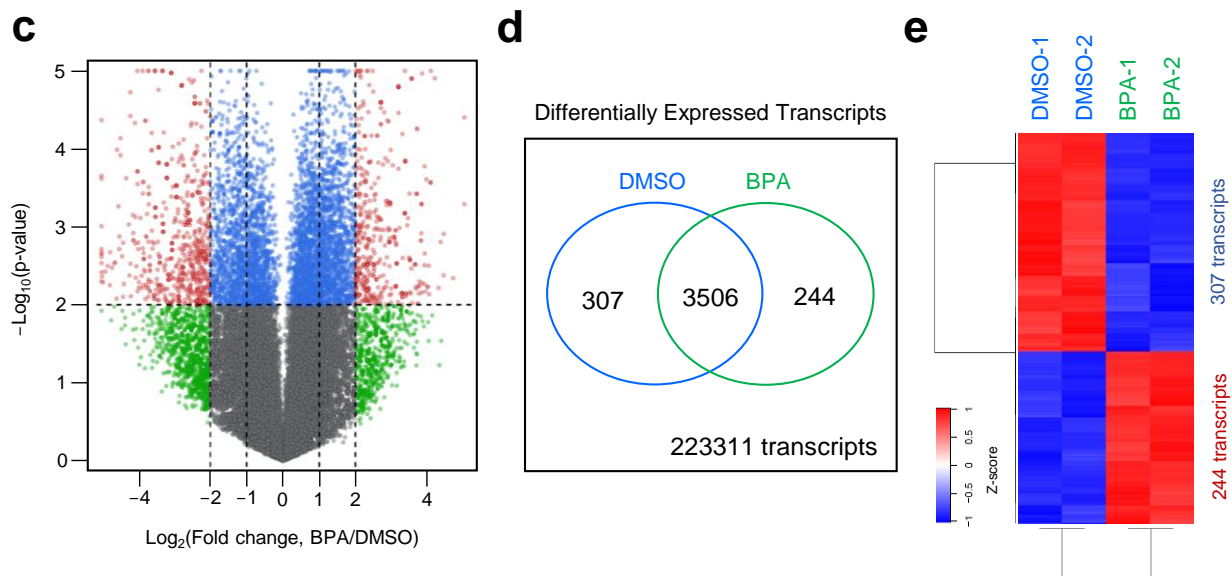 c
5
4
3
2
1
0
−Log10(p-value)
−4
−2
−1
0
1
2
4
Log2(Fold change, BPA/DMSO)
d
Differentially Expressed Transcripts
DMSO
BPA
307
3506
244
223311 transcripts
e
DMSO-1
DMSO-2
BPA-1
BPA-2
307 transcripts
244 transcripts
1
0.5
0
−0.5
−1
Z-score